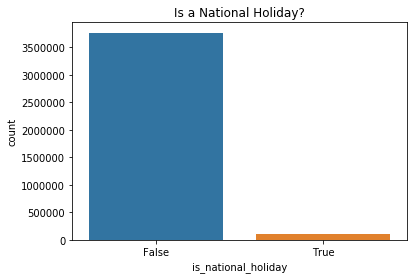 Is a National Holiday?
3500000
3000000
2500000
2000000
1500000
1000000
500000
0
count
False True
is_national_holiday